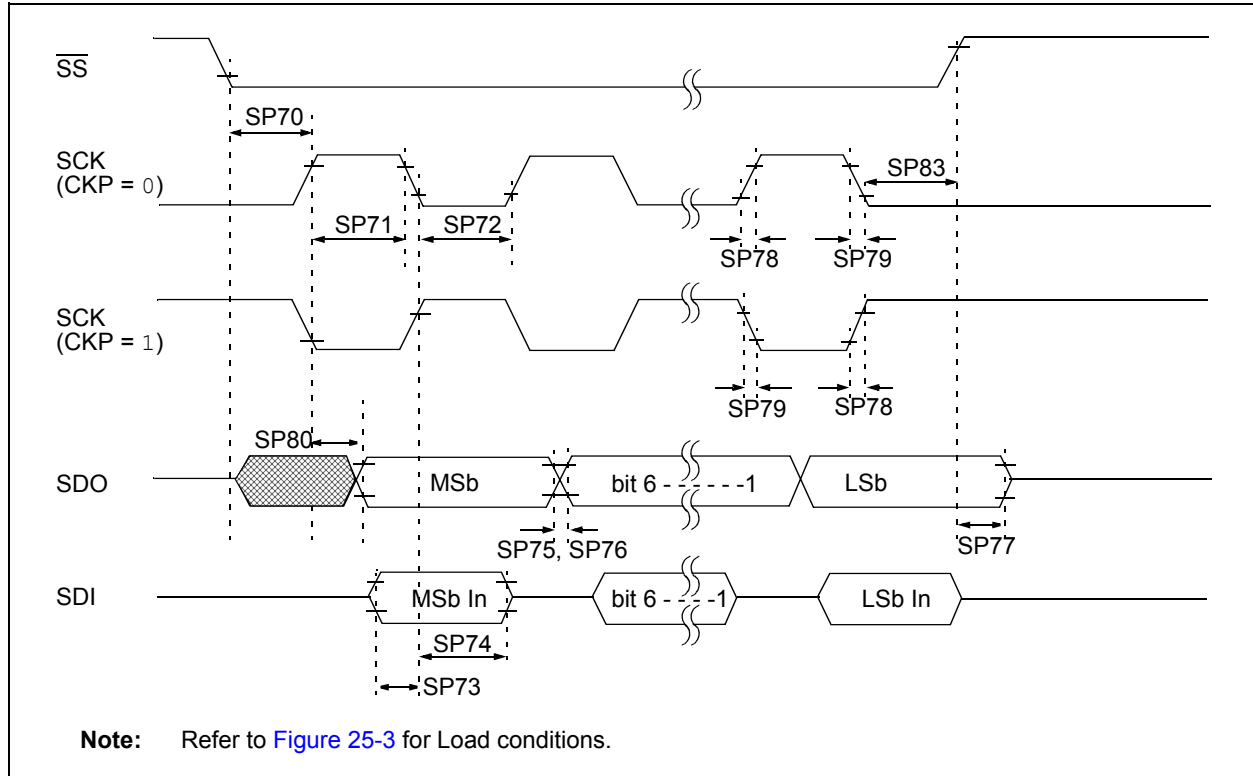 SS
SP70
SCK
(CKP = 0)
SP83
SP71
SP72
SP78
SP79
SCK
(CKP = 1)
SP79
SP78
SP80
SDO
MSb
bit 6 - - - - - -1
LSb
SP75, SP76
SP77
SDI
MSb In
bit 6 - - - - -1
LSb In
SP74
SP73
Note: Refer to Figure 25-3 for Load conditions.